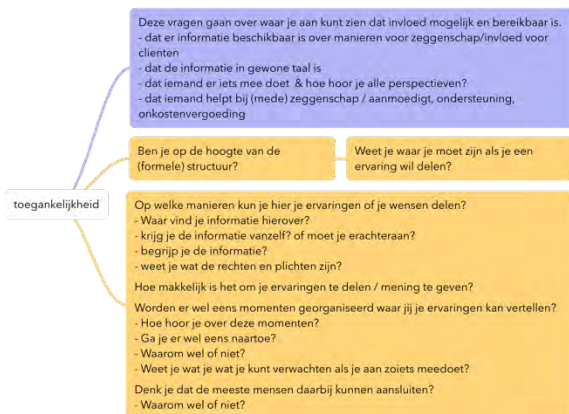 Deze vragen gaan over waar je aan kunt zien dat invloed mogelijk en bereikbaar is.
- dat er informatie beschikbaar is over manieren voor zeggenschap/invloed voor
clienten
- dat de informatie in gewone taal is
- dat iemand er iets mee doet & hoe hoor je alle perspectieven?
- dat iemand helpt bij (mede) zeggenschap / aanmoedigt, ondersteuning,
onkostenvergoeding
Ben je op de hoogte van de
(formele) structuur?
Weet je waar je moet zijn als je een
ervaring wil delen?
toegankelijkheid
Op welke manieren kun je hier je ervaringen of je wensen delen?
- Waar vind je informatie hierover?
- krijg je de informatie vanzelf? of moet je erachteraan?
- begrijp je de informatie?
- weet je wat de rechten en plichten zijn?
Hoe makkelijk is het om je ervaringen te delen / mening te geven?
Worden er wel eens momenten georganiseerd waar jij je ervaringen kan vertellen?
- Hoe hoor je over deze momenten?
- Ga je er wel eens naartoe?
- Waarom wel of niet?
- Weet je wat je wat je kunt verwachten als je aan zoiets meedoet?
Denk je dat de meeste mensen daarbij kunnen aansluiten?
- Waarom wel of niet?